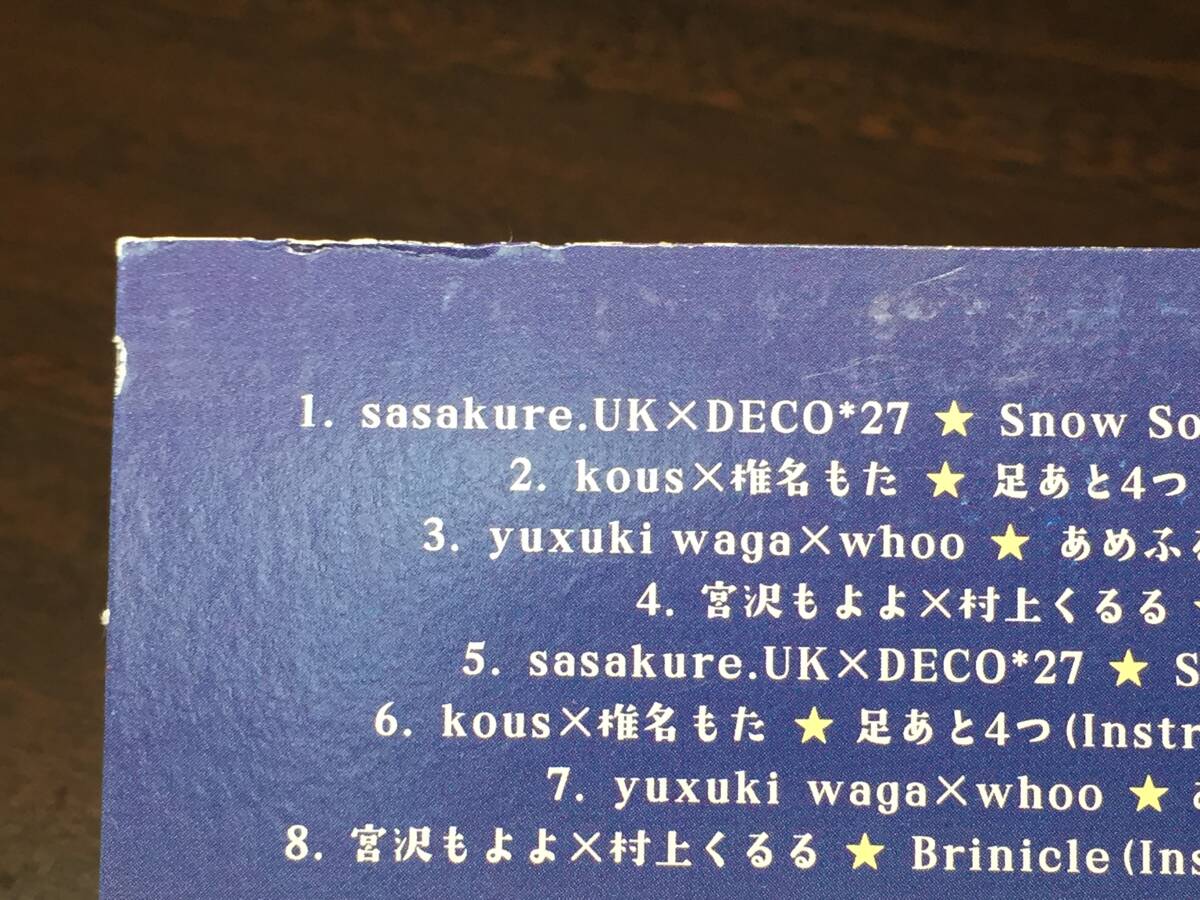 1. sasakure.UK×DECO*27 ★ Snow So
2. kous×椎名もた ★ 足あと4つ
3. yuxuki waga×whoo ★ あめふ
4. 宮沢もよよ×村上くるる
5. sasakure.UK×DECO*27 ★ S
6. kous×椎名もた ★ 足あと4つ(Instr
7. yuxuki waga×whoo ★
8. 宮沢もよよ×村上くるる ★ Brinicle(Ins